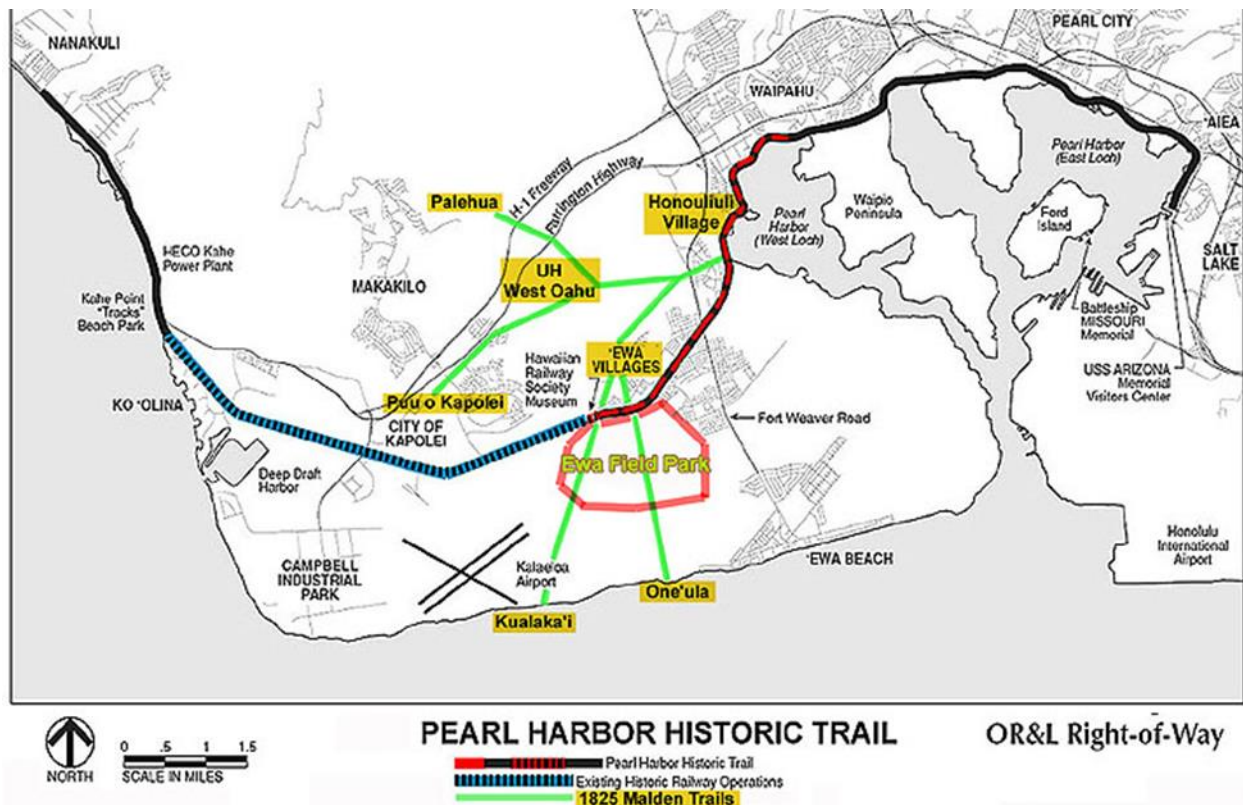 NANAKULI
PEARL CITY
WAIPAHU
'AIEA
Pearl Harbor
(East Loch)
H-1 Freeway
Farrington Highway
Palehua
Honouliuli
Village
Pearl
Harbor
(West Loch)
Waipio
Peninsula
Ford
Island
SALT
LAKE
HECO Kahe
Power Plant
MAKAKILO
UH
West Oahu
Kahe Point
"Tracks"
Beach Park
Battleship
MISSOURI
Memorial
USS ARIZONA
Memorial
Visitors Center
Hawaiian
Railway
Society
Museum
'EWA
VILLAGES
KO 'OLINA
Puu o Kapolei
CITY OF
KAPOLEI
Fort Weaver Road
Deep Draft
Harbor
Ewa Field Park
CAMPBELL
INDUSTRIAL
PARK
Kalaeloa
Airport
'EWA BEACH
Honolulu
International
Airport
One'ula
Kualaka'i
NORTH
0 .5 1 1.5
SCALE IN MILES
PEARL HARBOR HISTORIC TRAIL
OR&L Right-of-Way
Pearl Harbor Historic Trail
Existing Historic Railway Operations
1825 Malden Trails